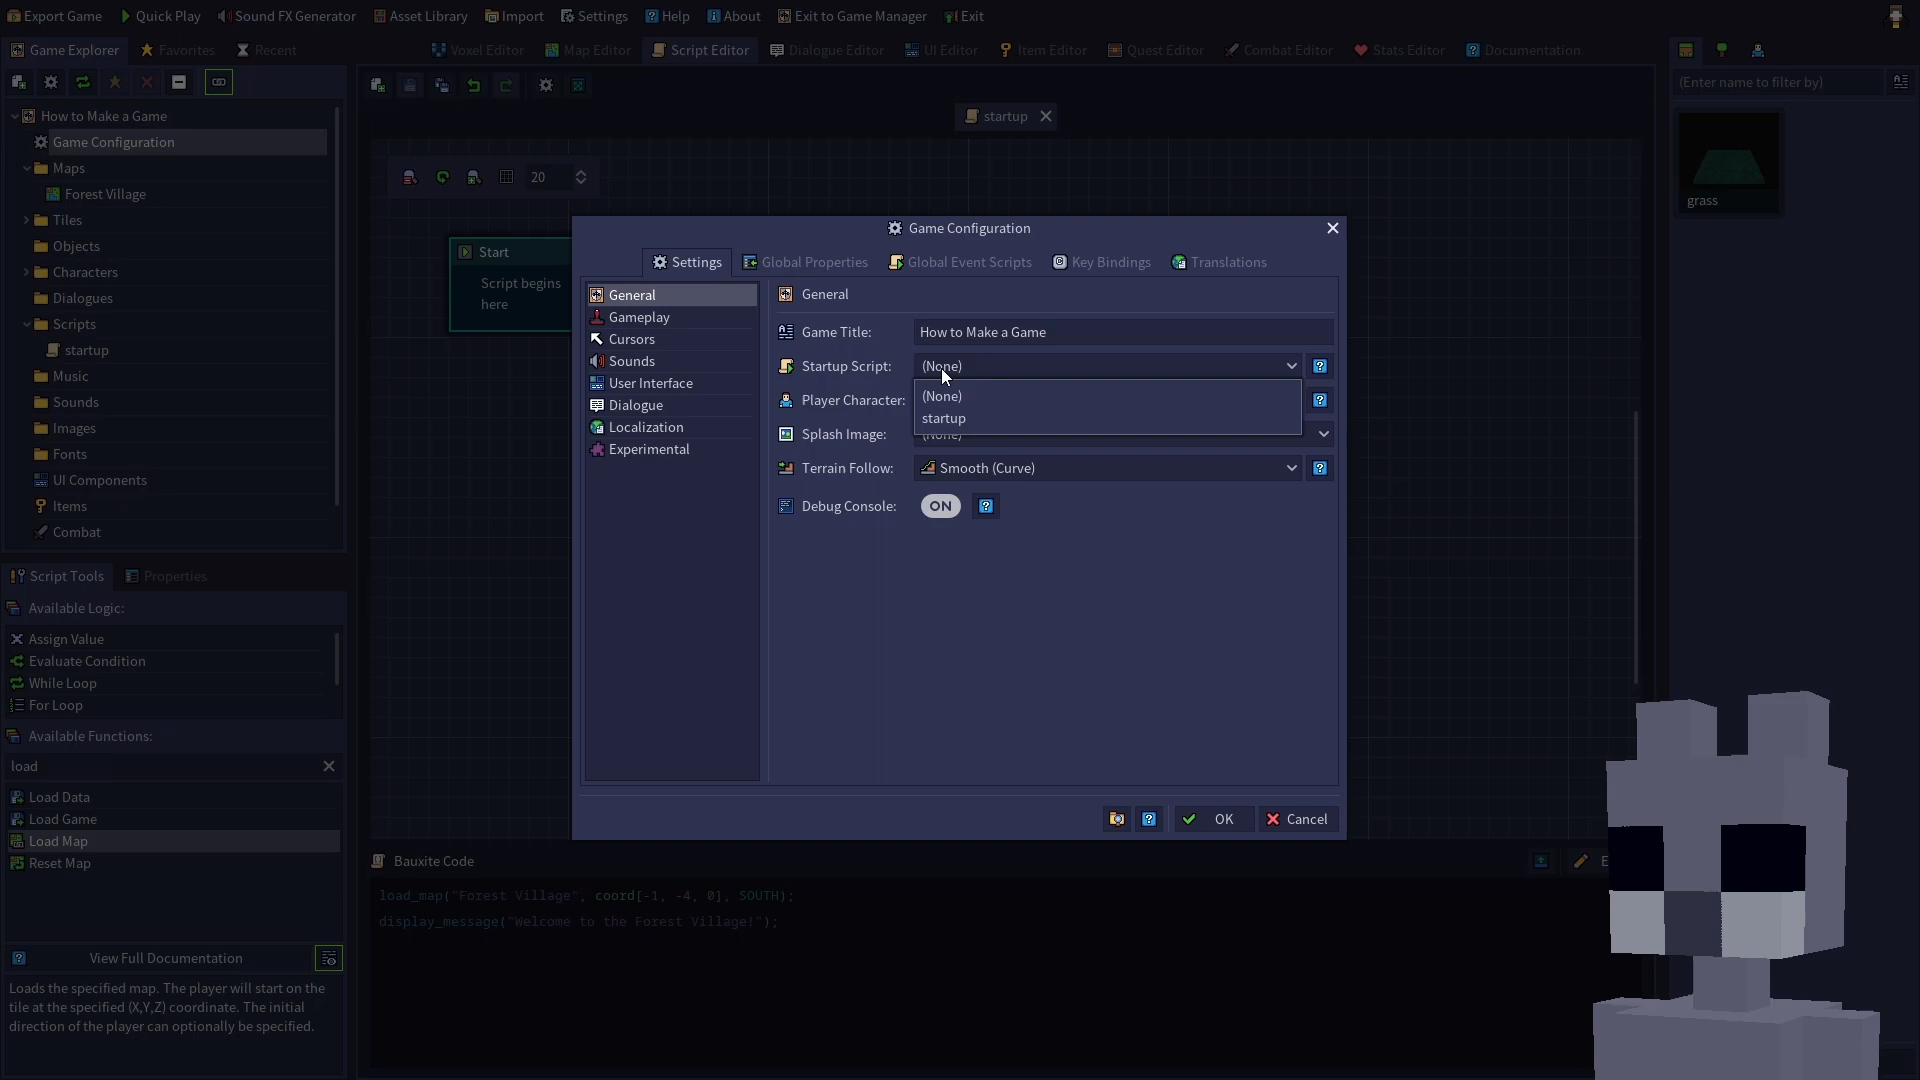 Export Game
Quick Play
Sound FX Generator
Asset Library
Import
Settings
Help
About
Exit to Game Manager
Exit
Game Explorer
Favorites
Recent
Voxel Editor
Map Editor
Script Editor
Dialogue Editor
UI Editor
Item Editor
Quest Editor
Combat Editor
Stats Editor
Documentation
(Enter name to filter by)
startup
How to Make a Game
Game Configuration
Maps
Forest Village
Tiles
Objects
Characters
Dialogues
Scripts
startup
Music
Sounds
Images
Fonts
UI Components
Items
Combat
20
grass
Start
Script begins
here
Game Configuration
Settings
Global Properties
Global Event Scripts
Key Bindings
Translations
General
Gameplay
Cursors
Sounds
User Interface
Dialogue
Localization
Experimental
General
Game Title: How to Make a Game
Startup Script: (None)
(None)
startup
Player Character:
Splash Image: (None)
Terrain Follow: Smooth (Curve)
Debug Console: ON
OK
Cancel
Script Tools
Properties
Available Logic:
Assign Value
Evaluate Condition
While Loop
For Loop
Available Functions:
load
Load Data
Load Game
Load Map
Reset Map
View Full Documentation
Loads the specified map. The player will start on the
tile at the specified (X,Y,Z) coordinate. The initial
direction of the player can optionally be specified.
Bauxite Code
load_map("Forest Village", coord[-1, -4, 0], SOUTH);
display_message("Welcome to the Forest Village!");